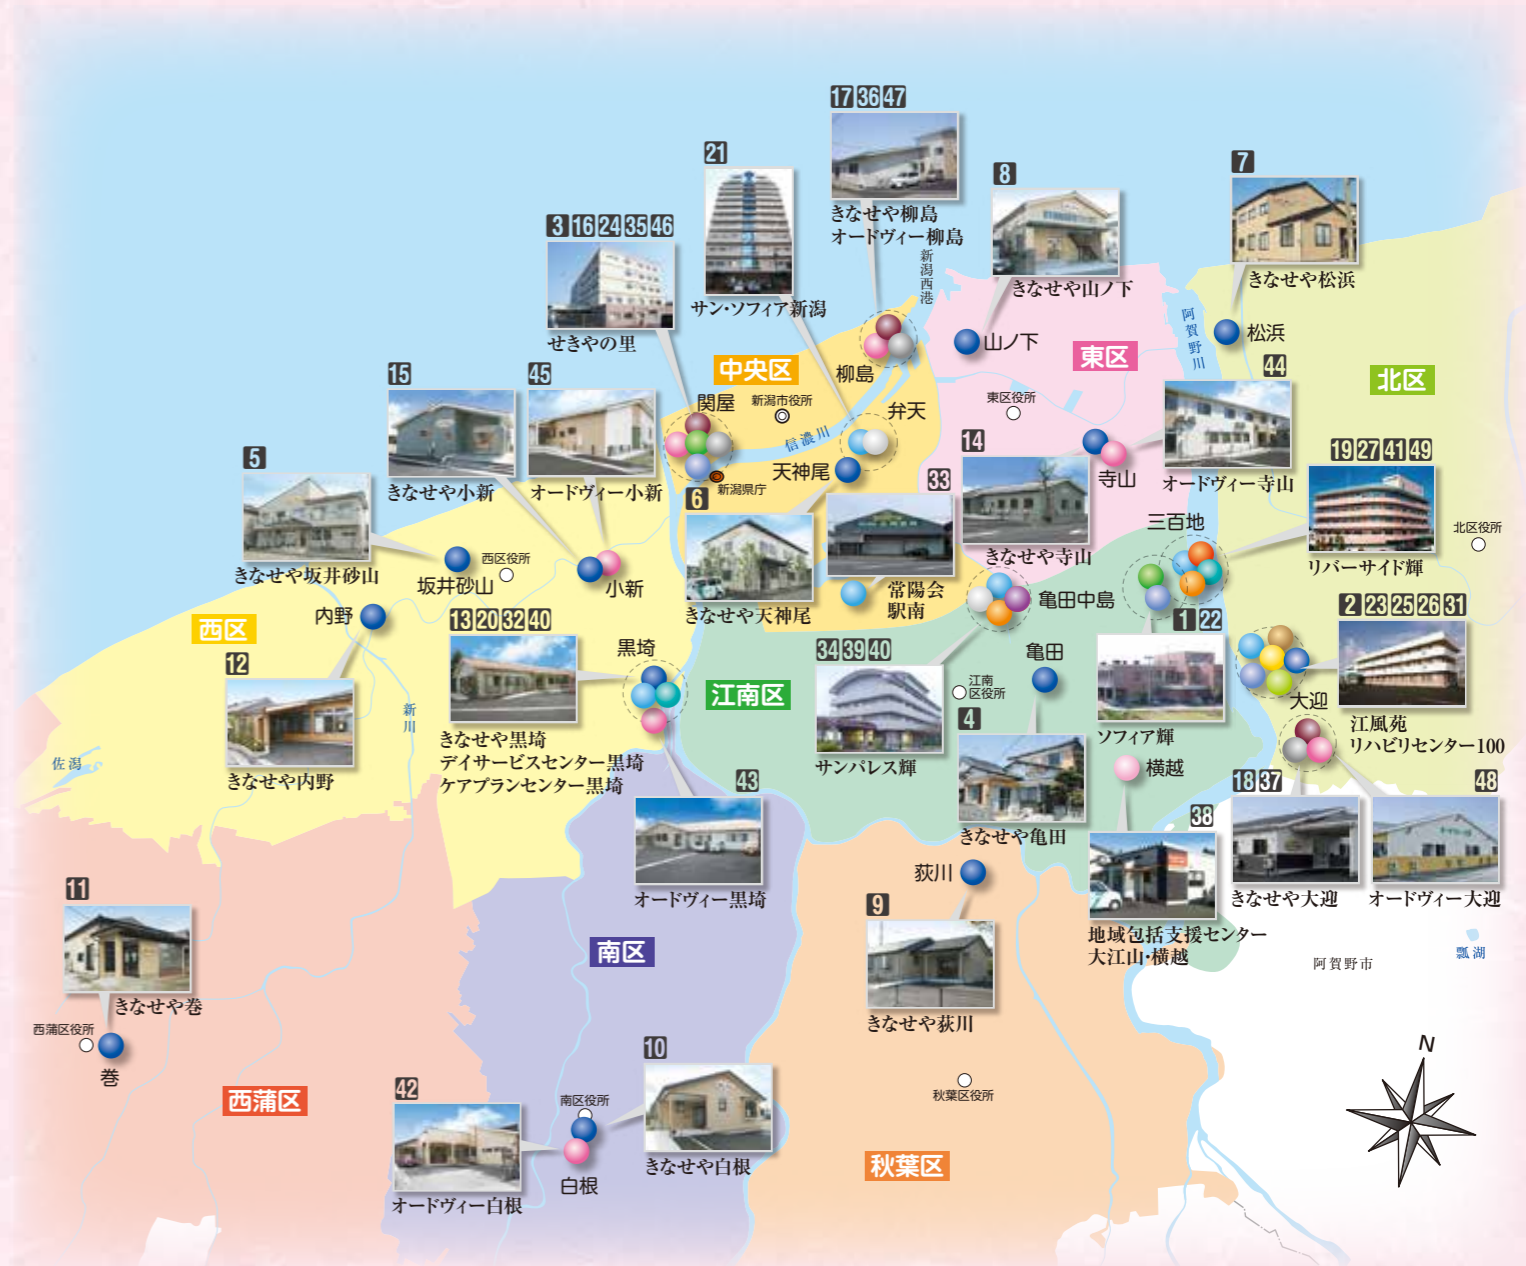 17 36 47
きなせや柳島
オードヴィー柳島
新潟西港
21
サン・ソフィア新潟
8
きなせや山ノ下
7
きなせや松浜
3 16 24 35 46
せきやの里
中央区
関屋
新潟市役所
信濃川
新潟県庁
柳島
弁天
天神尾
山ノ下
東区
東区役所
阿賀野川
松浜
北区
北区役所
15
きなせや小新
45
オードヴィー小新
5
きなせや坂井砂山
坂井砂山
西区役所
小新
内野
西区
6
きなせや天神尾
33
常陽会
駅南
14
きなせや寺山
寺山
44
オードヴィー寺山
三百地
19 27 41 49
リバーサイド輝
12
きなせや内野
新川
佐潟
13 20 32 40
きなせや黒埼
デイサービスセンター黒埼
ケアプランセンター黒埼
黒埼
江南区
34 39 40
サンパレス輝
亀田中島
江南
区役所
亀田
4
きなせや亀田
1 22
ソフィア輝
横越
38
地域包括支援センター
大江山・横越
2 23 25 26 31
江風苑
リハビリセンター100
大迎
18 37
きなせや大迎
48
オードヴィー大迎
43
オードヴィー黒埼
荻川
9
きなせや荻川
阿賀野市
瓢湖
11
きなせや巻
西蒲区役所
巻
西蒲区
南区
42
オードヴィー白根
南区役所
白根
10
きなせや白根
秋葉区役所
秋葉区
N